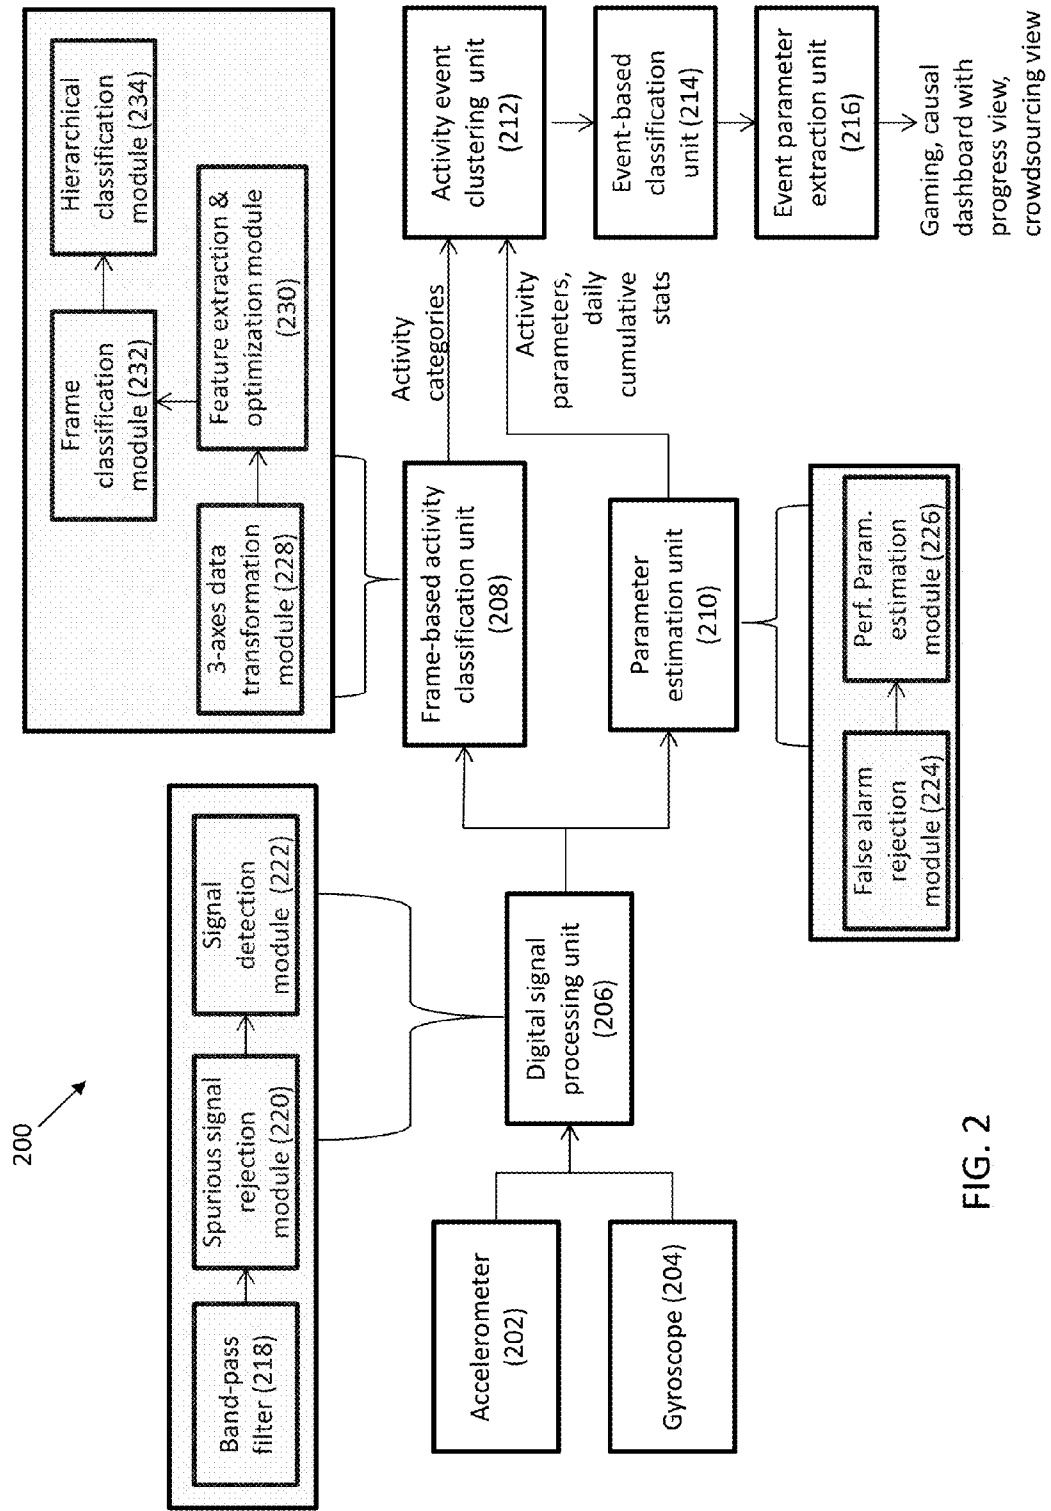 200
Band-pass
filter (218)
Spurious signal
rejection
module (220)
Signal
detection
module (222)
3-axes data
transformation
module (228)
Feature extraction &
optimization module
(230)
Frame
classification
module (232)
Hierarchical
classification
module (234)
Accelerometer
(202)
Gyroscope (204)
Digital signal
processing unit
(206)
Frame-based activity
classification unit
(208)
Parameter
estimation unit
(210)
False alarm
rejection
module (224)
Perf. Param.
estimation
module (226)
Activity
categories
Activity
parameters,
daily
cumulative
stats
Activity event
clustering unit
(212)
Event-based
classification
unit (214)
Event parameter
extraction unit
(216)
Gaming, causal
dashboard with
progress view,
crowdsourcing view
FIG. 2